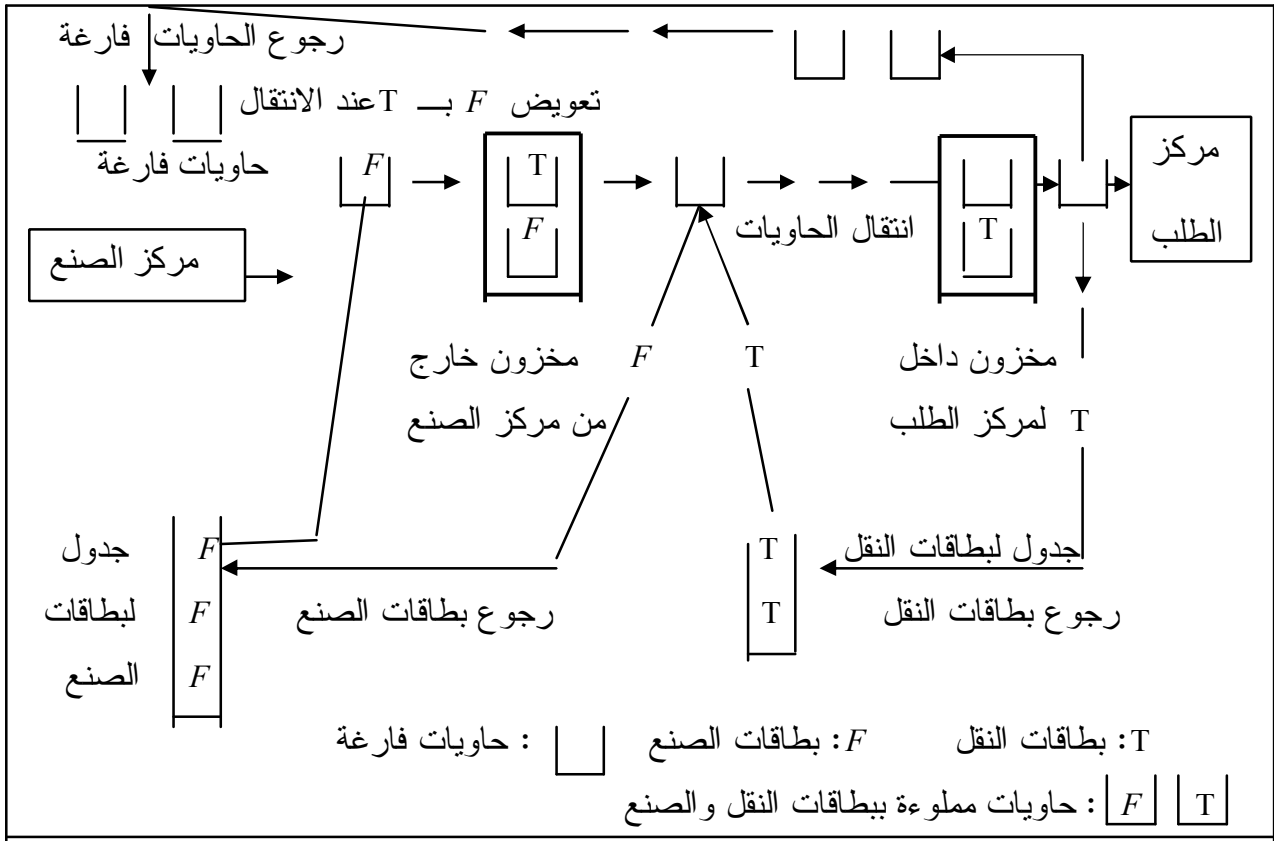 رجوع الحاويات فارغة
تعويض F بـ T عند الانتقال
حاويات فارغة
مركز الصنع
F
T
F
انتقال الحاويات
T
مركز
الطلب
مخزون خارج
من مركز الصنع
F
T
مخزون داخل
لمركز الطلب
T
جدول
لبطاقات
الصنع
F
F
F
رجوع بطاقات الصنع
T
T
جدول لبطاقات النقل
رجوع بطاقات النقل
T: بطاقات النقل F: بطاقات الصنع : حاويات فارغة
T F : حاويات مملوءة ببطاقات النقل والصنع